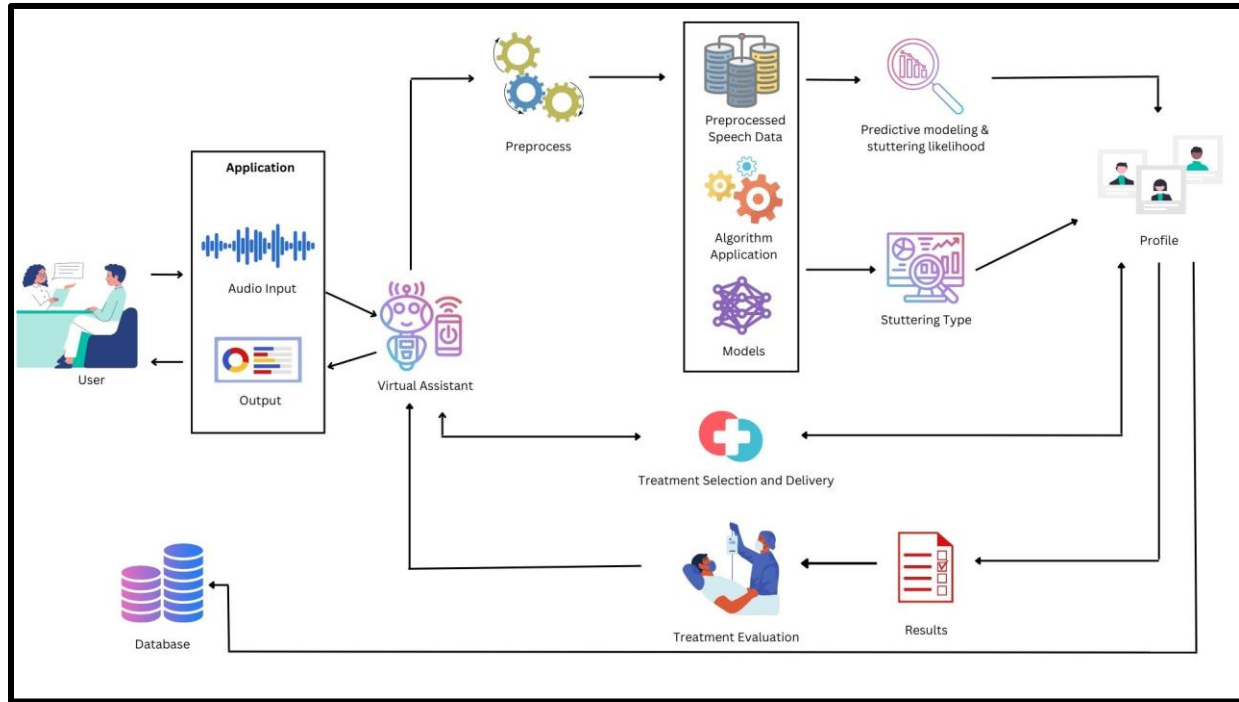 Application
Audio Input
Output
User
Virtual Assistant
Preprocess
Preprocessed
Speech Data
Algorithm
Application
Models
Predictive modeling &
stuttering likelihood
Stuttering Type
Profile
Treatment Selection and Delivery
Treatment Evaluation
Results
Database